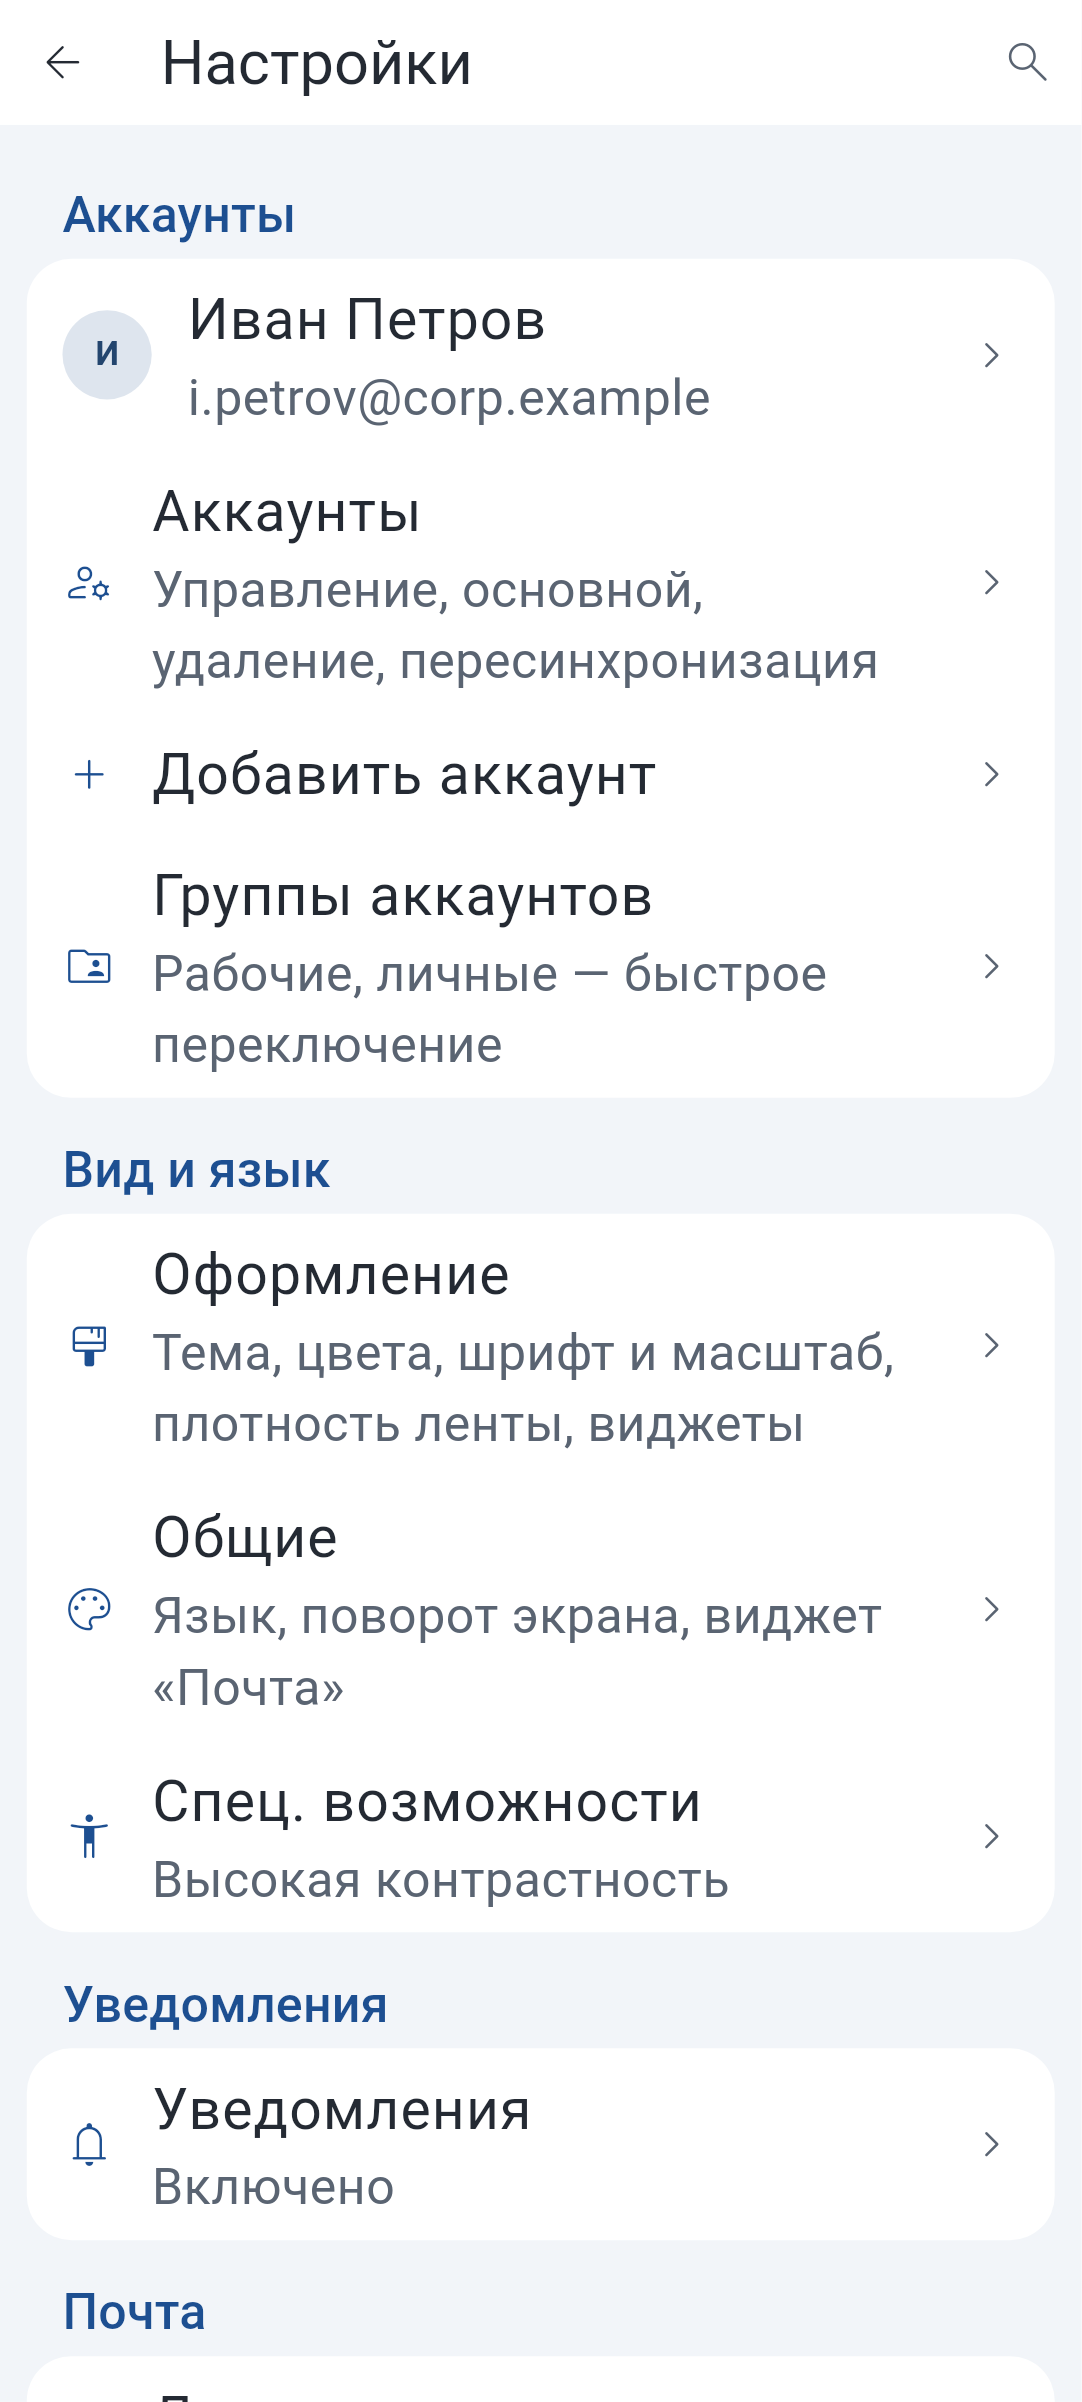 Настройки
Аккаунты
И
Иван Петров
i.petrov@corp.example
Аккаунты
Управление, основной,
удаление, пересинхронизация
Добавить аккаунт
Группы аккаунтов
Рабочие, личные — быстрое
переключение
Вид и язык
Оформление
Тема, цвета, шрифт и масштаб,
плотность ленты, виджеты
Общие
Язык, поворот экрана, виджет
«Почта»
Спец. возможности
Высокая контрастность
Уведомления
Уведомления
Включено
Почта